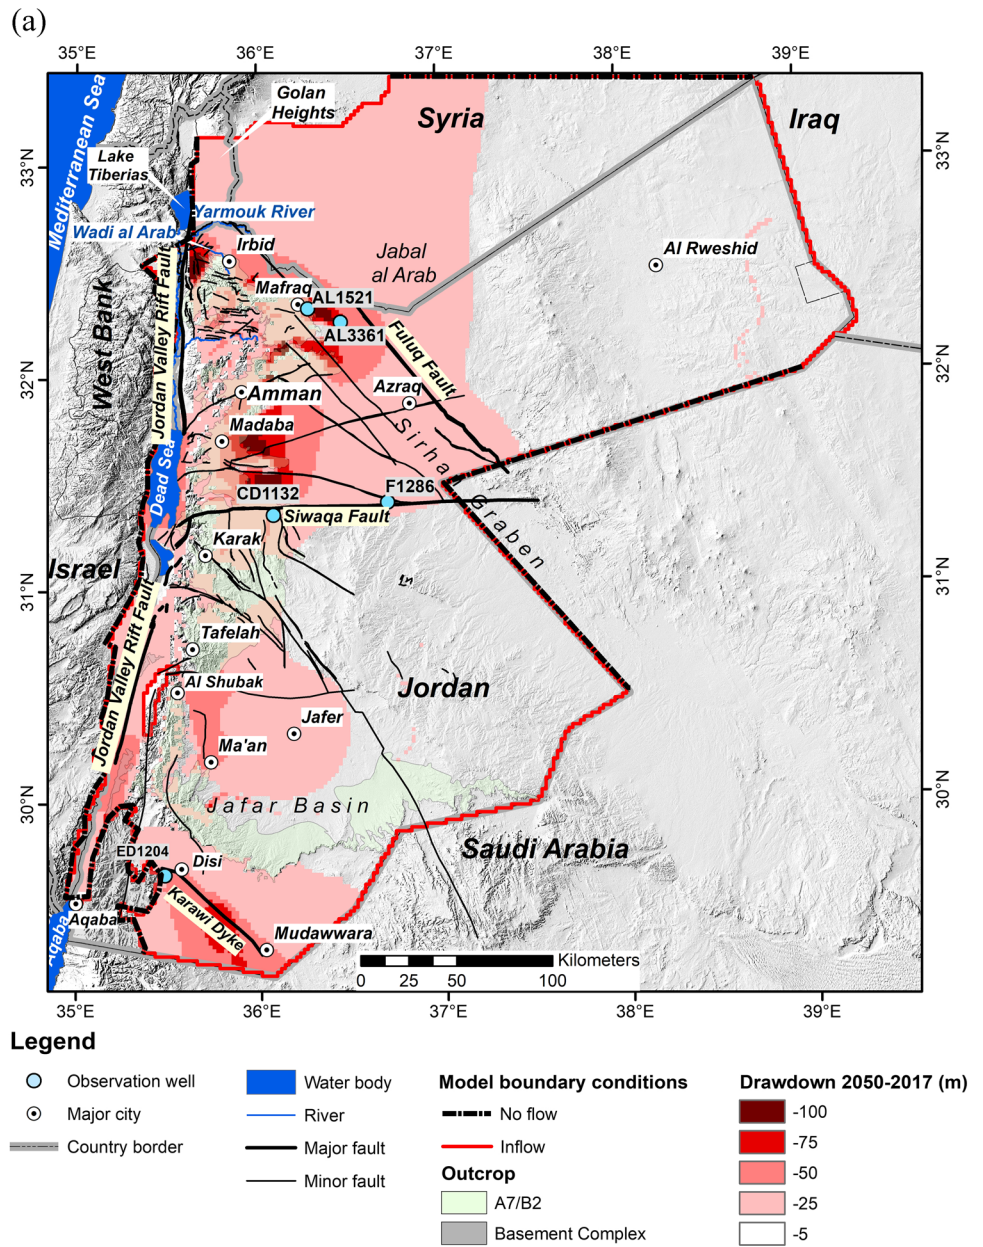 (a)
35°E
36°E
37°E
38°E
39°E
Mediterranean Sea
Golan
Heights
Syria
Iraq
33°N
33°N
Lake
Tiberias
Yarmouk River
Wadi al Arab
Irbid
Jabal
al Arab
Al Rweshid
Mafraq
AL1521
AL3361
West Bank
Jordan Valley Rift Fault
Fuluq Fault
32°N
32°N
Azraq
Amman
Madaba
Sirha
Dead Sea
F1286
CD1132
Siwaqa Fault
Graben
Karak
Israel
31°N
31°N
Jordan Valley Rift Fault
Tafelah
Al Shubak
Jordan
Jafer
Ma'an
30°N
30°N
Jafar Basin
Saudi Arabia
ED1204
Disi
Karawi Dyke
Aqaba
Aqaba
Mudawwara
Kilometers
0 25 50 100
35°E
36°E
37°E
38°E
39°E
Legend
Observation well
Major city
Country border
Water body
River
Major fault
Minor fault
Model boundary conditions
No flow
Inflow
Outcrop
A7/B2
Basement Complex
Drawdown 2050-2017 (m)
-100
-75
-50
-25
-5